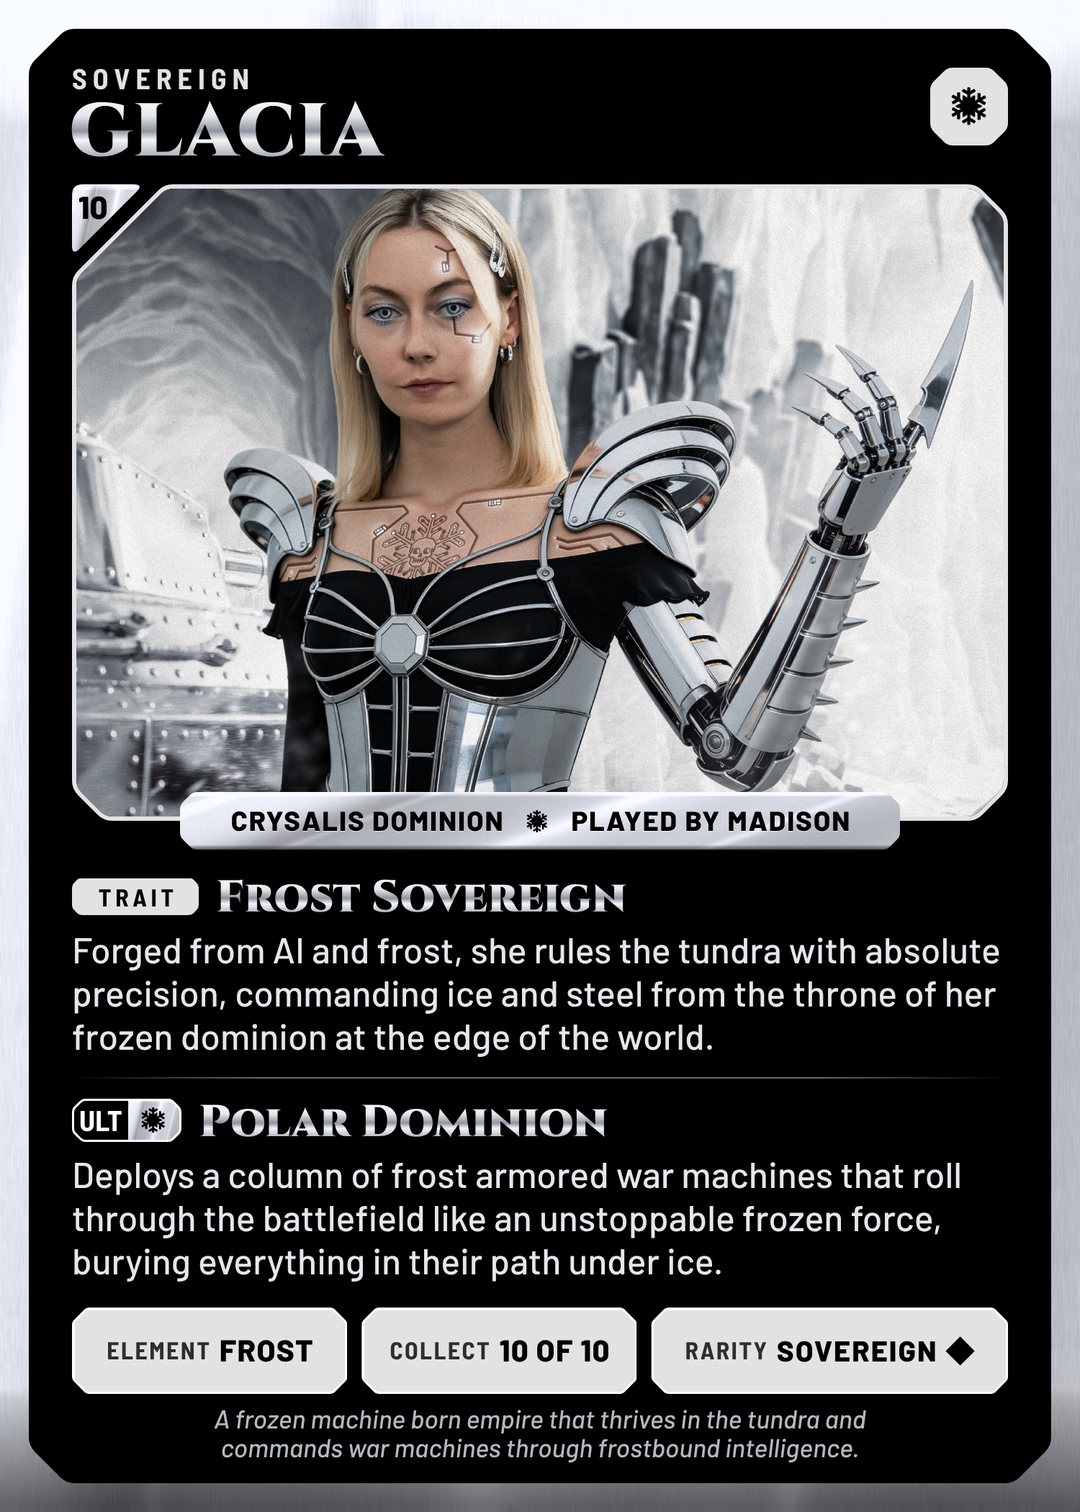 SOVEREIGN
GLACIA
10
CRYSALIS DOMINION PLAYED BY MADISON
TRAIT FROST SOVEREIGN
Forged from AI and frost, she rules the tundra with absolute
precision, commanding ice and steel from the throne of her
frozen dominion at the edge of the world.
ULT POLAR DOMINION
Deploys a column of frost armored war machines that roll
through the battlefield like an unstoppable frozen force,
burying everything in their path under ice.
ELEMENT FROST COLLECT 10 OF 10 RARITY SOVEREIGN
A frozen machine born empire that thrives in the tundra and
commands war machines through frostbound intelligence.